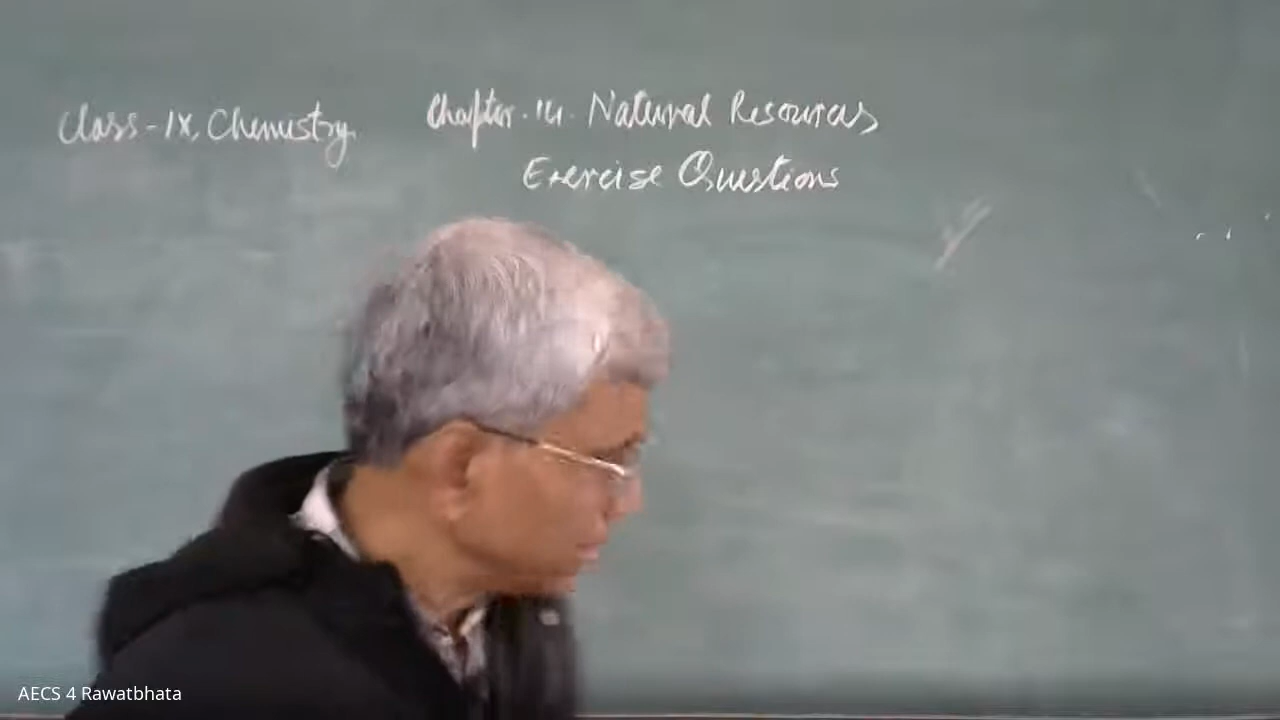 Class-IX, Chemistry.
Chapter.14. Natural Resources
Exercise Questions
AECS 4 Rawatbhata